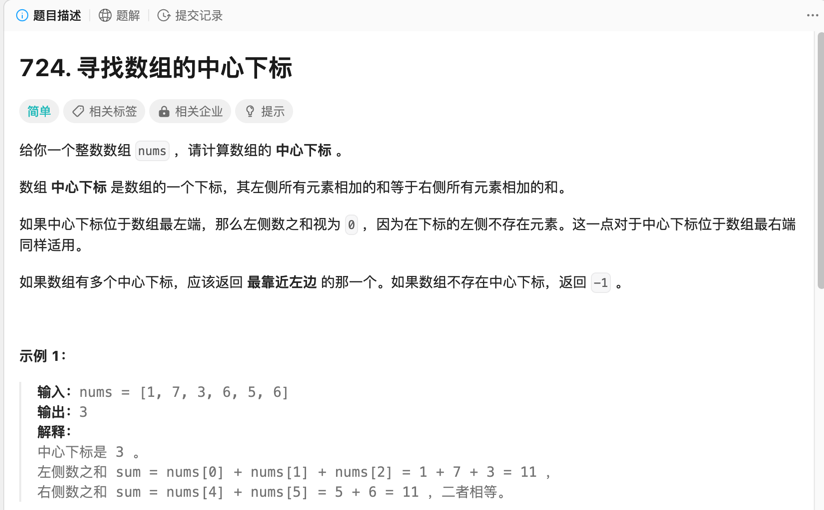 题目描述 题解 提交记录
724. 寻找数组的中心下标
简单 相关标签 相关企业 提示
给你一个整数数组 nums ，请计算数组的 中心下标 。
数组 中心下标 是数组的一个下标，其左侧所有元素相加的和等于右侧所有元素相加的和。
如果中心下标位于数组最左端，那么左侧数之和视为 0 ，因为在下标的左侧不存在元素。这一点对于中心下标位于数组最右端
同样适用。
如果数组有多个中心下标，应该返回 最靠近左边 的那一个。如果数组不存在中心下标，返回 -1 。
示例 1：
输入：nums = [1, 7, 3, 6, 5, 6]
输出：3
解释：
中心下标是 3 。
左侧数之和 sum = nums[0] + nums[1] + nums[2] = 1 + 7 + 3 = 11 ，
右侧数之和 sum = nums[4] + nums[5] = 5 + 6 = 11 ，二者相等。